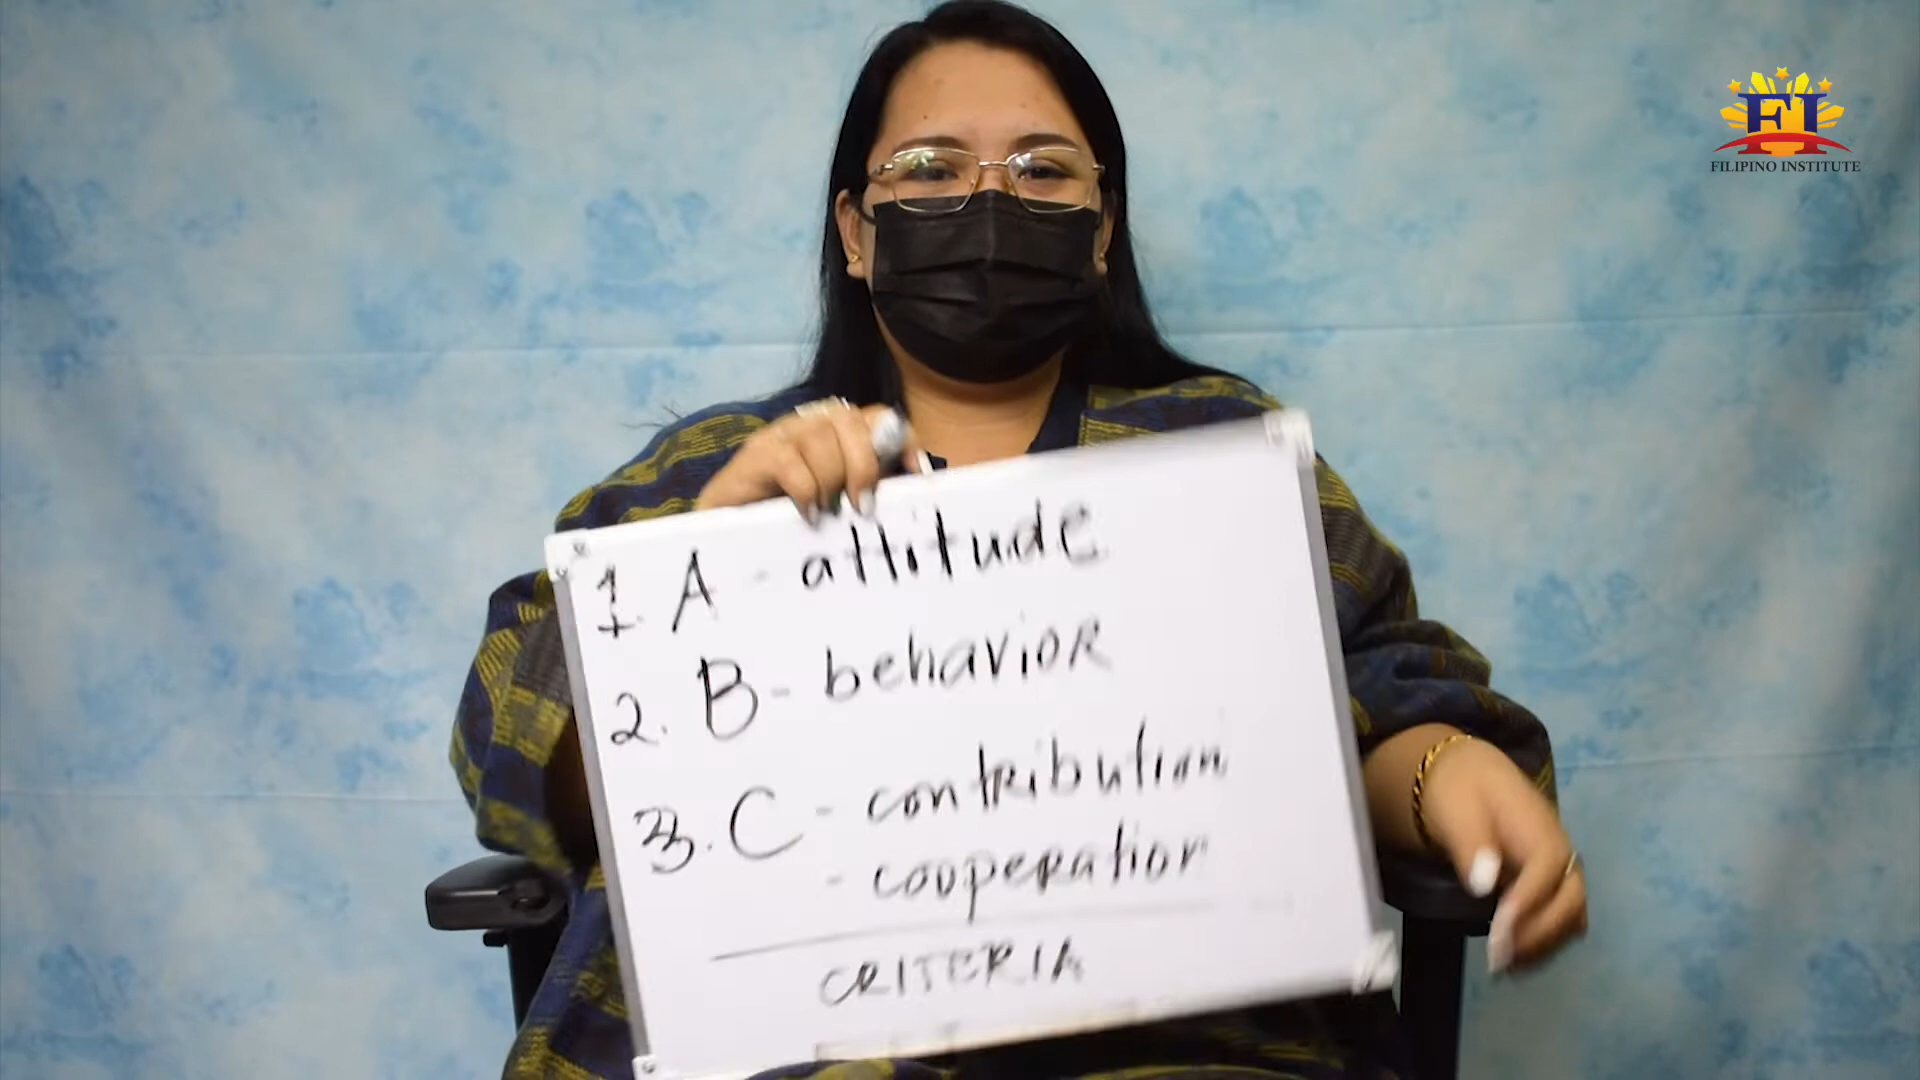 FI
FILIPINO INSTITUTE
1. A - attitude
2. B - behavior
3. C - contribution
- cooperation
CRITERIA